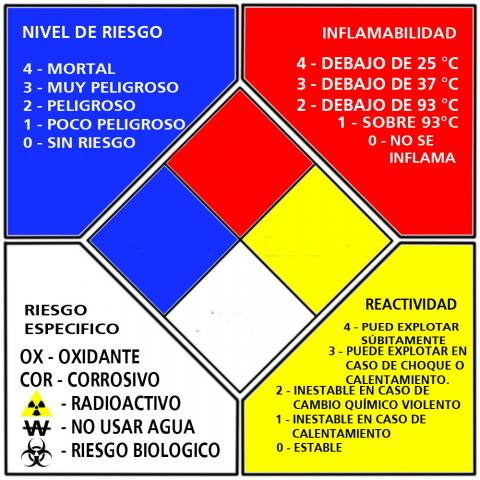 NIVEL DE RIESGO
4 - MORTAL
3 - MUY PELIGROSO
2 - PELIGROSO
1 - POCO PELIGROSO
0 - SIN RIESGO
INFLAMABILIDAD
4 - DEBAJO DE 25 °C
3 - DEBAJO DE 37 °C
2 - DEBAJO DE 93 °C
1 - SOBRE 93°C
0 - NO SE
INFLAMA
RIESGO
ESPECIFICO
OX - OXIDANTE
COR - CORROSIVO
- RADIOACTIVO
W - NO USAR AGUA
- RIESGO BIOLOGICO
REACTIVIDAD
4 - PUED EXPLOTAR
SÚBITAMENTE
3 - PUEDE EXPLOTAR EN
CASO DE CHOQUE O
CALENTAMIENTO.
2 - INESTABLE EN CASO DE
CAMBIO QUÍMICO VIOLENTO
1 - INESTABLE EN CASO DE
CALENTAMIENTO
0 - ESTABLE